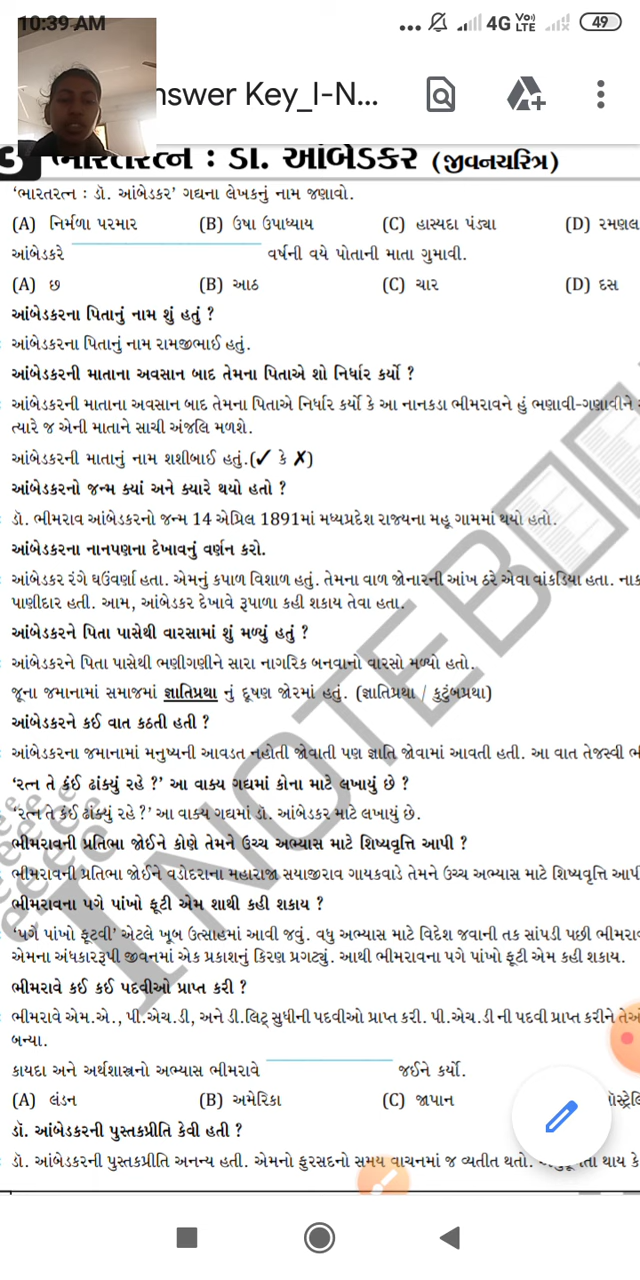 10:39 AM
4G Vo)) LTE 49
nswer Key_I-N...
ભારતરત્ન : ડૉ. આંબેડકર (જીવનચરિત્ર)
'ભારતરત્ન : ડૉ. આંબેડકર' ગદ્યના લેખકનું નામ જણાવો.
(A) નિર્મળા પરમાર (B) ઉષા ઉપાધ્યાય (C) હાસ્યદા પંડ્યા (D) રમણલ
આંબેડકરે ____ વર્ષની વયે પોતાની માતા ગુમાવી.
(A) છ (B) આઠ (C) ચાર (D) દસ
આંબેડકરના પિતાનું નામ શું હતું ?
આંબેડકરના પિતાનું નામ રામજીભાઈ હતું.
આંબેડકરની માતાના અવસાન બાદ તેમના પિતાએ શો નિર્ધાર કર્યો ?
આંબેડકરની માતાના અવસાન બાદ તેમના પિતાએ નિર્ધાર કર્યો કે આ નાનકડા ભીમરાવને હું ભણાવી-ગણાવીને
ત્યારે જ એની માતાને સાચી અંજલિ મળશે.
આંબેડકરની માતાનું નામ શશીબાઈ હતું.(✓ કે ✗)
આંબેડકરનો જન્મ ક્યાં અને ક્યારે થયો હતો ?
ડૉ. ભીમરાવ આંબેડકરનો જન્મ 14 એપ્રિલ 1891માં મધ્યપ્રદેશ રાજ્યના મહૂ ગામમાં થયો હતો.
આંબેડકરના નાનપણના દેખાવનું વર્ણન કરો.
આંબેડકર રંગે ઘઉંવર્ણા હતા. એમનું કપાળ વિશાળ હતું. તેમના વાળ જોનારની આંખ ઠરે એવા વાંકડિયા હતા. નાક
પાણીદાર હતી. આમ, આંબેડકર દેખાવે રૂપાળા કહી શકાય તેવા હતા.
આંબેડકરને પિતા પાસેથી વારસામાં શું મળ્યું હતું ?
આંબેડકરને પિતા પાસેથી ભણીગણીને સારા નાગરિક બનવાનો વારસો મળ્યો હતો.
જૂના જમાનામાં સમાજમાં જ્ઞાતિપ્રથા નું દૂષણ જોરમાં હતું. (જ્ઞાતિપ્રથા / કુટુંબપ્રથા)
આંબેડકરને કઈ વાત કઠતી હતી ?
આંબેડકરના જમાનામાં મનુષ્યની આવડત નહોતી જોવાતી પણ જ્ઞાતિ જોવામાં આવતી હતી. આ વાત તેજસ્વી ભી
'રત્ન તે કંઈ ઢાંક્યું રહે ?' આ વાક્ય ગદ્યમાં કોના માટે લખાયું છે ?
'રત્ન તે કંઈ ઢાંક્યું રહે ?' આ વાક્ય ગદ્યમાં ડૉ. આંબેડકર માટે લખાયું છે.
ભીમરાવની પ્રતિભા જોઈને કોણે તેમને ઉચ્ચ અભ્યાસ માટે શિષ્યવૃત્તિ આપી ?
ભીમરાવની પ્રતિભા જોઈને વડોદરાના મહારાજા સયાજીરાવ ગાયકવાડે તેમને ઉચ્ચ અભ્યાસ માટે શિષ્યવૃત્તિ આપી
ભીમરાવના પગે પાંખો ફૂટી એમ શાથી કહી શકાય ?
'પગે પાંખો ફૂટવી' એટલે ખૂબ ઉત્સાહમાં આવી જવું. વધુ અભ્યાસ માટે વિદેશ જવાની તક સાંપડી પછી ભીમરાવ
એમના અંધકારરૂપી જીવનમાં એક પ્રકાશનું કિરણ પ્રગટ્યું. આથી ભીમરાવના પગે પાંખો ફૂટી એમ કહી શકાય.
ભીમરાવે કઈ કઈ પદવીઓ પ્રાપ્ત કરી ?
ભીમરાવે એમ.એ., પી.એચ.ડી, અને ડી.લિટ્ સુધીની પદવીઓ પ્રાપ્ત કરી. પી.એચ.ડી ની પદવી પ્રાપ્ત કરીને તેઓ
બન્યા.
કાયદા અને અર્થશાસ્ત્રનો અભ્યાસ ભીમરાવે ____ જઈને કર્યો.
(A) લંડન (B) અમેરિકા (C) જાપાન
ડૉ. આંબેડકરની પુસ્તકપ્રીતિ કેવી હતી ?
ડૉ. આંબેડકરની પુસ્તકપ્રીતિ અનન્ય હતી. એમનો ફુરસદનો સમય વાચનમાં જ વ્યતીત થતો. થાય કે
INOTEB